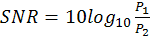 SNR = 10log₁₀ P₁/P₂